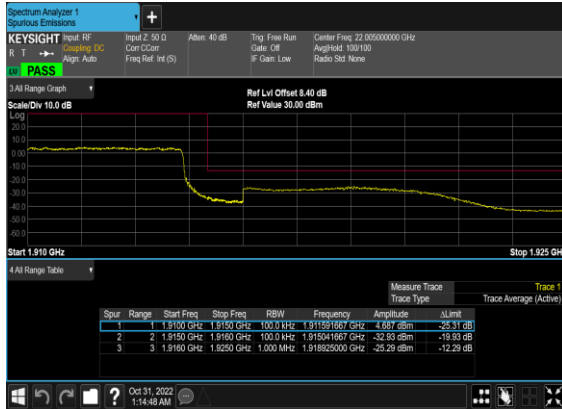 Spectrum Analyzer 1
Spurious Emissions
+
KEYSIGHT Input: RF Input Z: 50 Ω Atten: 40 dB Trig: Free Run Center Freq: 22.005000000 GHz
R T Coupling: DC Corr CCorr Gate: Off Avg|Hold: 100/100
Align: Auto Freq Ref: Int (S) IF Gain: Low Radio Std: None
PASS
3 All Range Graph
Ref Lvl Offset 8.40 dB
Scale/Div 10.0 dB Ref Value 30.00 dBm
Log
20.0
10.0
0.00
-10.0
-20.0
-30.0
-40.0
-50.0
-60.0
Start 1.910 GHz Stop 1.925 GH
4 All Range Table
Measure Trace Trace 1
Trace Type Trace Average (Active)
Spur Range Start Freq Stop Freq RBW Frequency Amplitude ΔLimit
1 1 1.9100 GHz 1.9150 GHz 100.0 kHz 1.911591667 GHz 4.687 dBm -25.31 dB
2 2 1.9150 GHz 1.9160 GHz 100.0 kHz 1.915041667 GHz -32.93 dBm -19.93 dB
3 3 1.9160 GHz 1.9250 GHz 1.000 MHz 1.918925000 GHz -25.29 dBm -12.29 dB
? Oct 31, 2022
1:14:48 AM